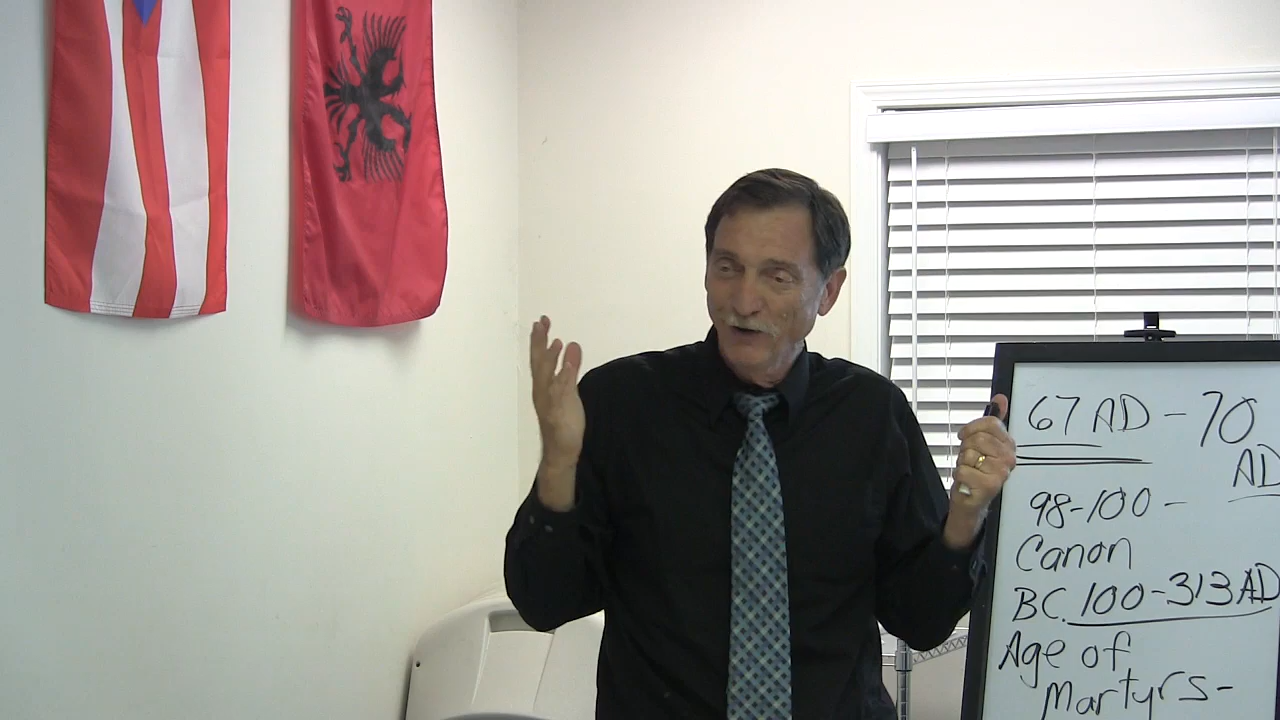 67 AD - 70
AD
98-100-
Canon
BC. 100-313 AD
Age of
Martyrs-